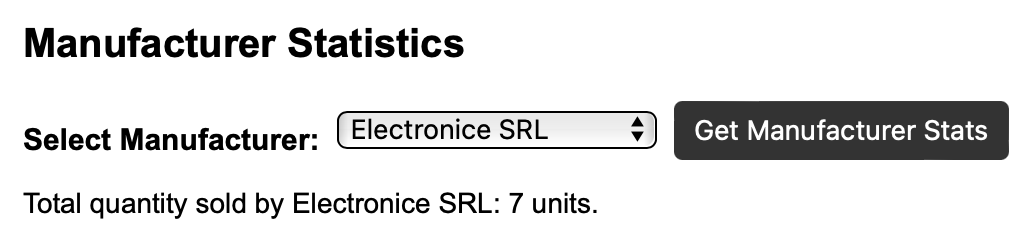 Manufacturer Statistics
Select Manufacturer: Electronice SRL Get Manufacturer Stats
Total quantity sold by Electronice SRL: 7 units.